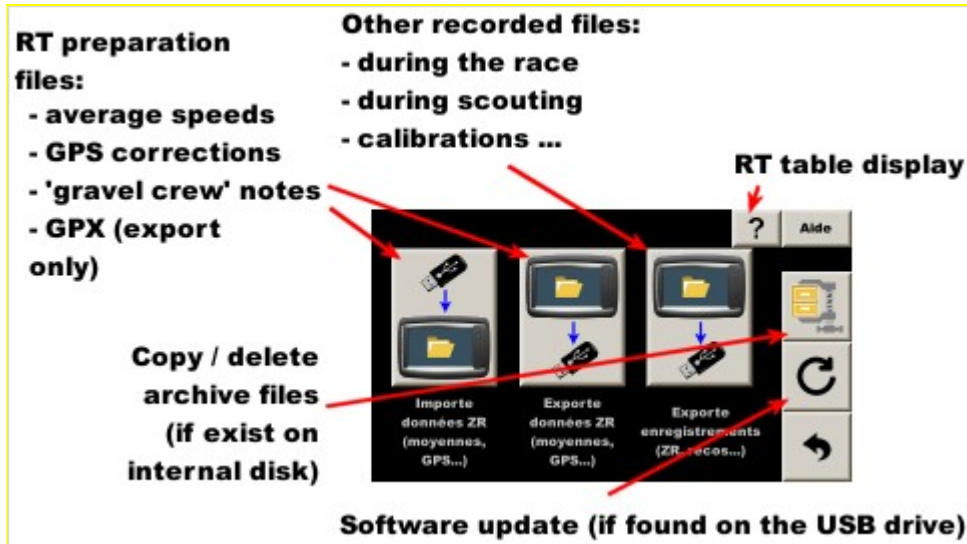 RT preparation
files:
- average speeds
- GPS corrections
- 'gravel crew' notes
- GPX (export
only)
Other recorded files:
- during the race
- during scouting
- calibrations ...
RT table display
?
Aide
Copy / delete
archive files
(if exist on
internal disk)
Importe
données ZR
(moyennes,
GPS...)
Exporte
données ZR
(moyennes,
GPS...)
Exporte
enregistrements
(ZR, recos...)
Software update (if found on the USB drive)